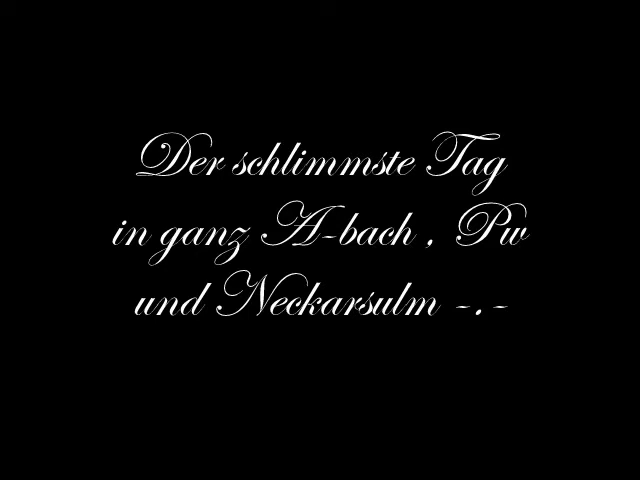 Der schlimmste Tag
in ganz A-bach , Pw
und Neckarsulm -.-